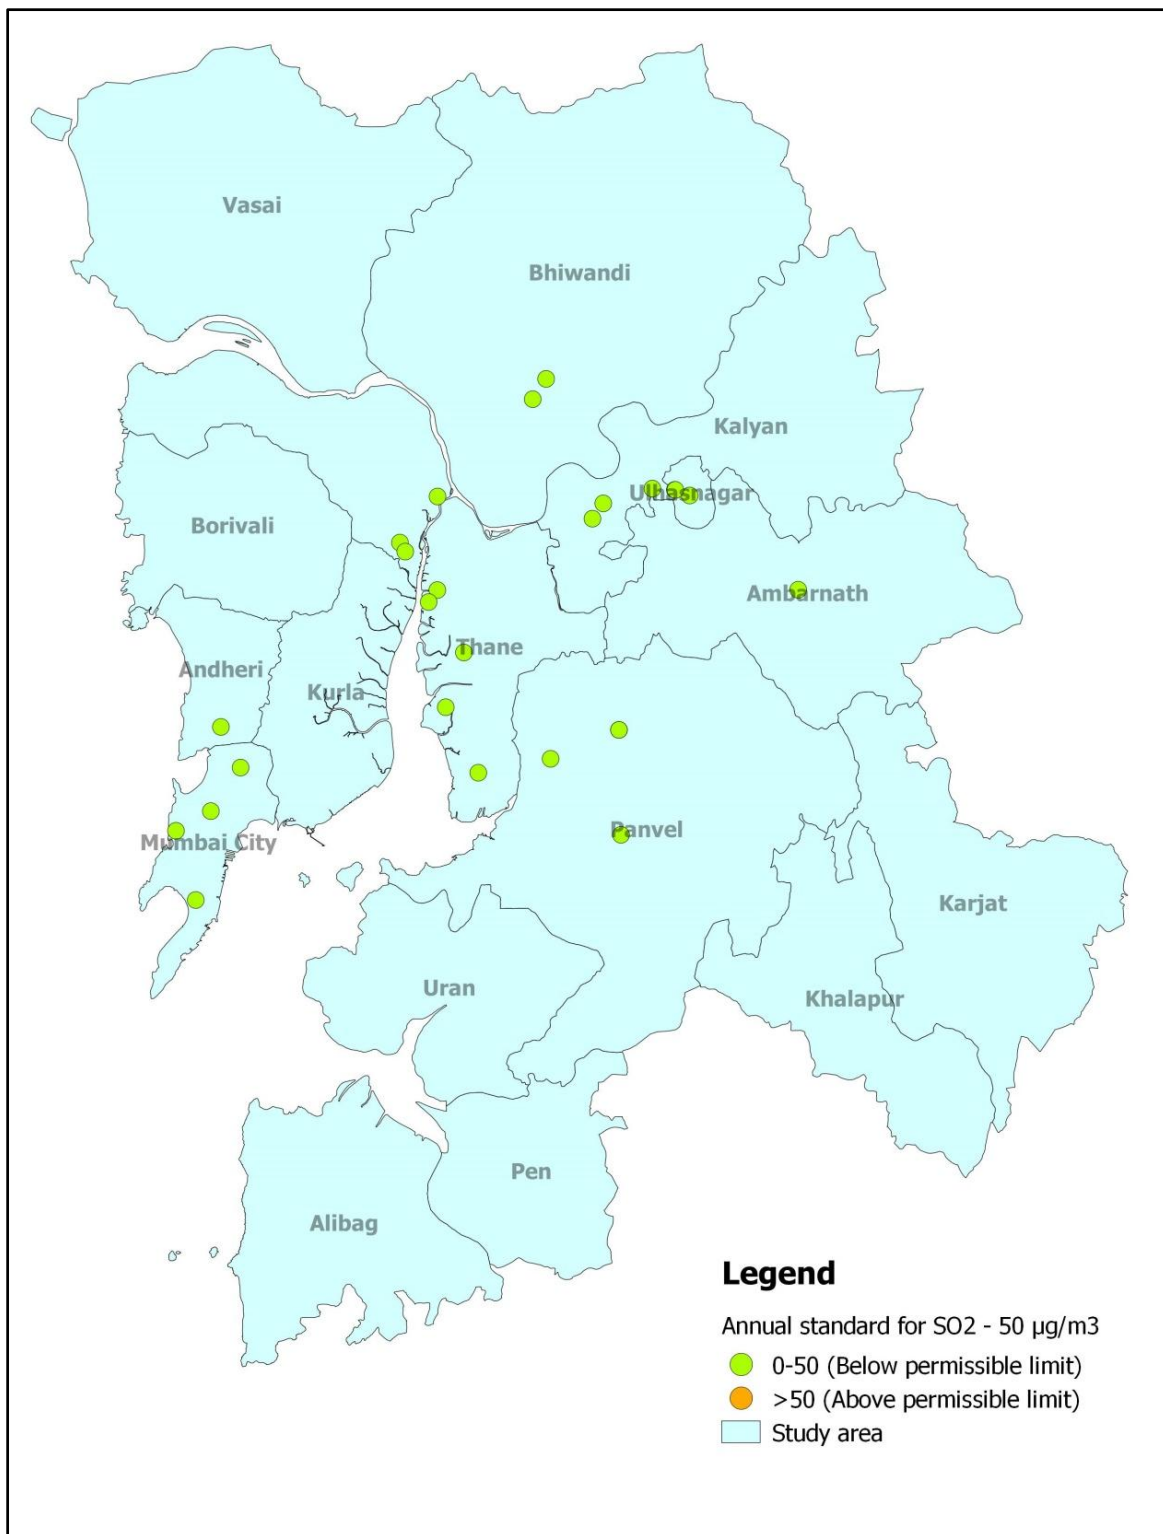 Vasai
Bhiwandi
Kalyan
Ulhasnagar
Borivali
Ambarnath
Thane
Andheri
Kurla
Panvel
Mumbai City
Karjat
Uran
Khalapur
Pen
Alibag
Legend
Annual standard for SO2 - 50 µg/m3
0-50 (Below permissible limit)
>50 (Above permissible limit)
Study area